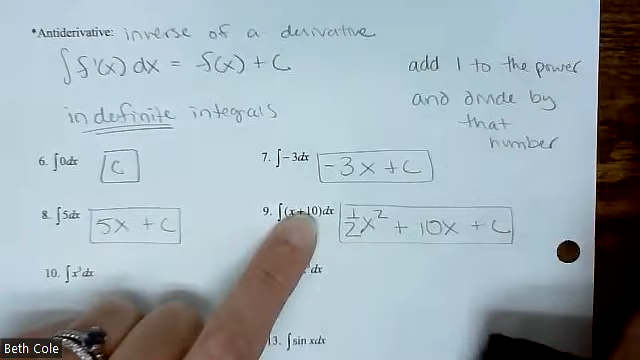 *Antiderivative: inverse of a derivative
∫f'(x) dx = f(x) + C
add 1 to the power
and divide by
that
number
indefinite integrals
6. ∫0dx C
7. ∫−3dx −3x + C
8. ∫5dx 5x + C
9. ∫(x+10)dx 1/2 x² + 10x + C
10. ∫x³dx
dx
13. ∫sin xdx
Beth Cole